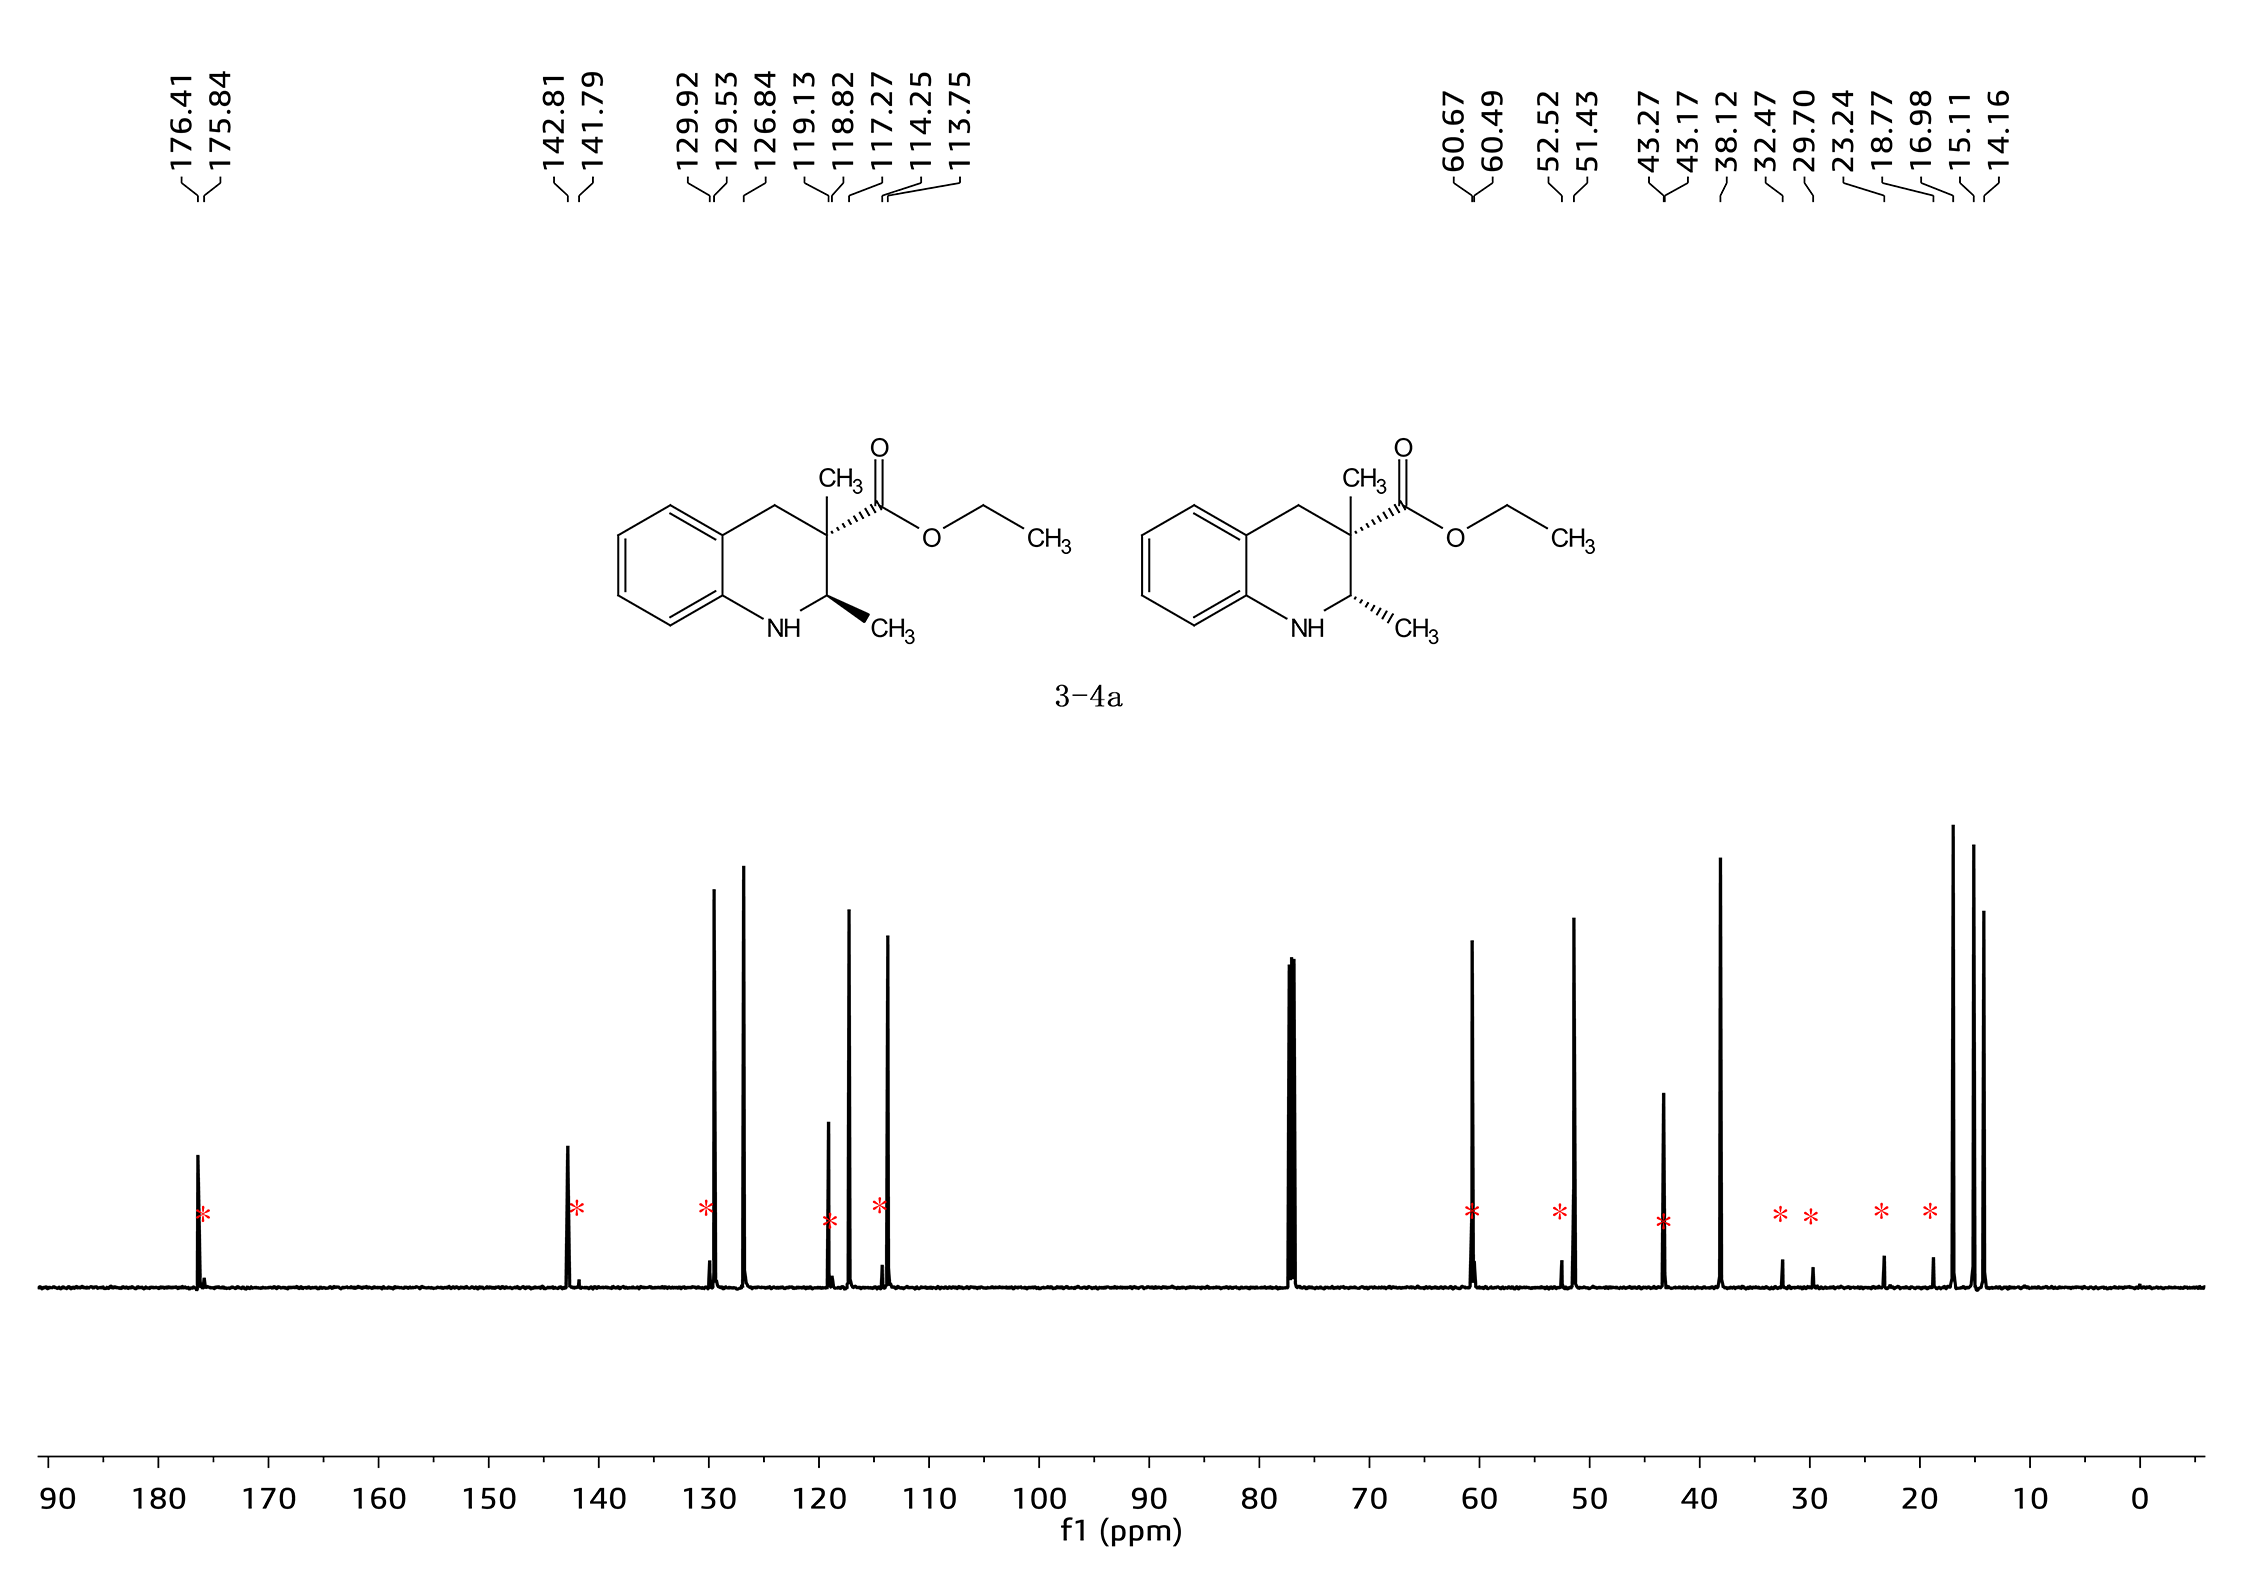 176.41
175.84
142.81
141.79
129.92
129.53
126.84
119.13
118.82
117.27
114.25
113.75
60.67
60.49
52.52
51.43
43.27
43.17
38.12
32.47
29.70
23.24
18.77
16.98
15.11
14.16
O
CH3
O
CH3
NH
CH3
O
CH3
O
CH3
NH
CH3
3-4a
* * * * * * * * * * * *
90 180 170 160 150 140 130 120 110 100 90 80 70 60 50 40 30 20 10 0
f1 (ppm)